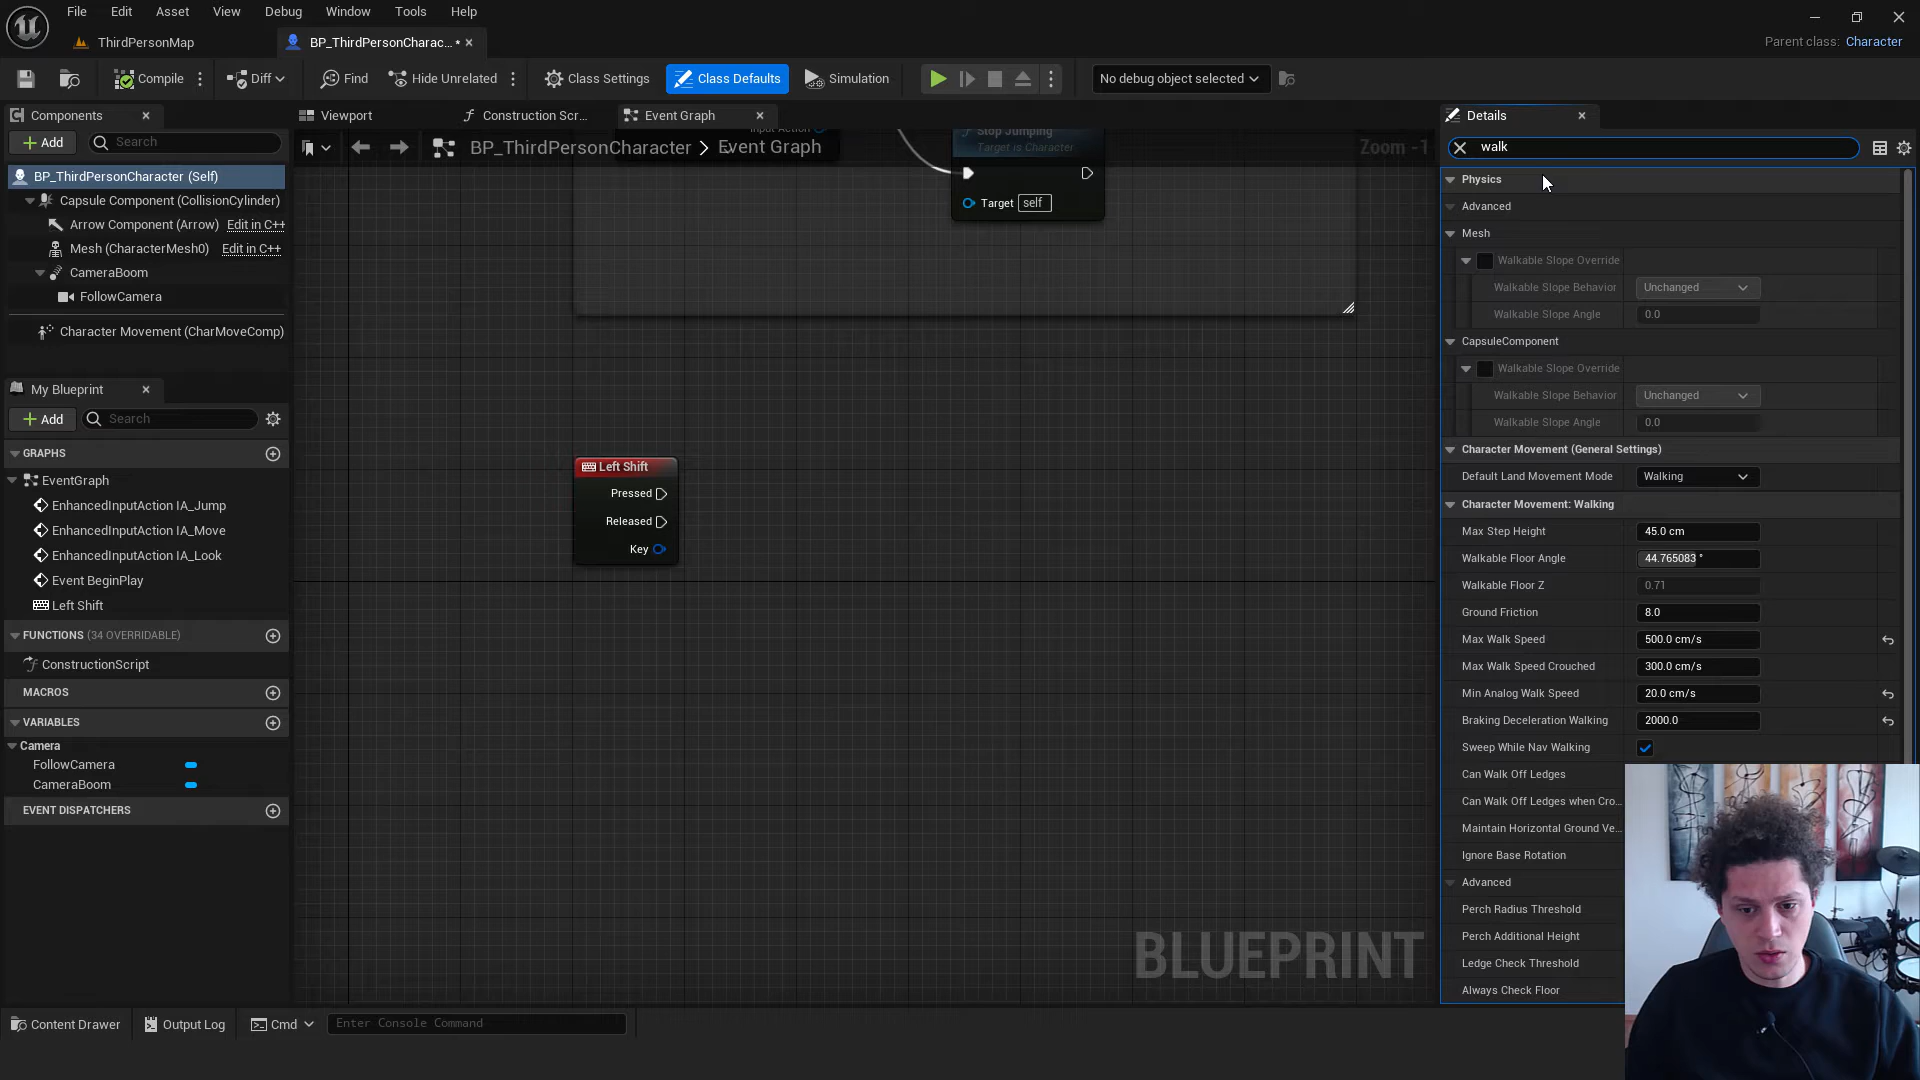 File Edit Asset View Debug Window Tools Help
ThirdPersonMap
BP_ThirdPersonCharac... •
Parent class: Character
Compile
Diff
Find
Hide Unrelated
Class Settings
Class Defaults
Simulation
No debug object selected
Components
Add
Search
BP_ThirdPersonCharacter (Self)
Capsule Component (CollisionCylinder)
Arrow Component (Arrow) Edit in C++
Mesh (CharacterMesh0) Edit in C++
CameraBoom
FollowCamera
Character Movement (CharMoveComp)
My Blueprint
Add
Search
GRAPHS
EventGraph
EnhancedInputAction IA_Jump
EnhancedInputAction IA_Move
EnhancedInputAction IA_Look
Event BeginPlay
Left Shift
FUNCTIONS (34 OVERRIDABLE)
ConstructionScript
MACROS
VARIABLES
Camera
FollowCamera
CameraBoom
EVENT DISPATCHERS
Viewport
Construction Scr...
Event Graph
BP_ThirdPersonCharacter > Event Graph
Zoom -1
Input Action
Stop Jumping
Target is Character
Target self
Left Shift
Pressed
Released
Key
BLUEPRINT
Details
walk
Physics
Advanced
Mesh
Walkable Slope Override
Walkable Slope Behavior Unchanged
Walkable Slope Angle 0.0
CapsuleComponent
Walkable Slope Override
Walkable Slope Behavior Unchanged
Walkable Slope Angle 0.0
Character Movement (General Settings)
Default Land Movement Mode Walking
Character Movement: Walking
Max Step Height 45.0 cm
Walkable Floor Angle 44.765083 °
Walkable Floor Z 0.71
Ground Friction 8.0
Max Walk Speed 500.0 cm/s
Max Walk Speed Crouched 300.0 cm/s
Min Analog Walk Speed 20.0 cm/s
Braking Deceleration Walking 2000.0
Sweep While Nav Walking
Can Walk Off Ledges
Can Walk Off Ledges when Cro...
Maintain Horizontal Ground Ve...
Ignore Base Rotation
Advanced
Perch Radius Threshold
Perch Additional Height
Ledge Check Threshold
Always Check Floor
Content Drawer
Output Log
Cmd
Enter Console Command